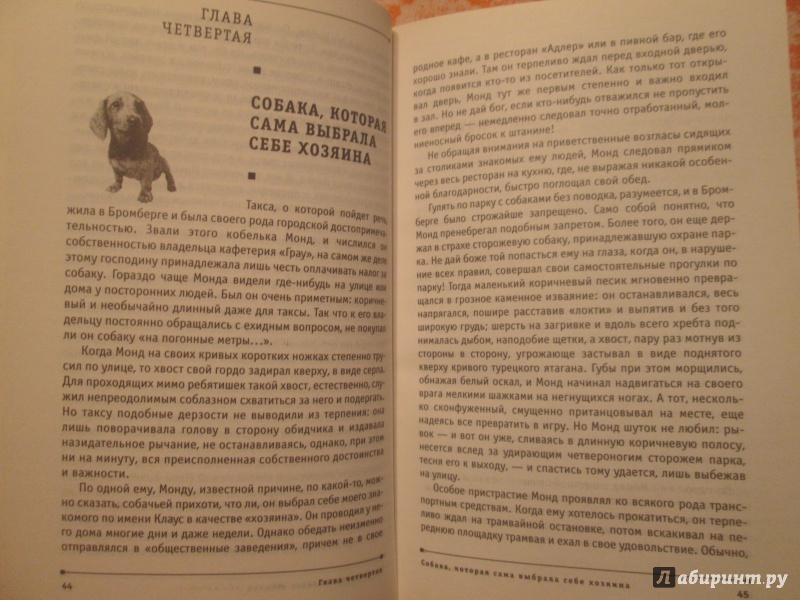 ГЛАВА
ЧЕТВЕРТАЯ
СОБАКА, КОТОРАЯ
САМА ВЫБРАЛА
СЕБЕ ХОЗЯИНА
Такса, о которой пойдет речь,
жила в Бромберге и была своего рода городской достопримеча-
тельностью. Звали этого кобелька Монд, и числился он
собственностью владельца кафетерия «Грау», на самом же деле
этому господину принадлежала лишь честь оплачивать налог за
собаку. Гораздо чаще Монда видели где-нибудь на улице или
дома у посторонних людей. Был он очень приметным: коричне-
вый и необычайно длинный даже для таксы. Так что к его вла-
дельцу постоянно обращались с ехидным вопросом, не покупал
ли он собаку «на погонные метры...».
Когда Монд на своих кривых коротких ножках степенно тру-
сил по улице, то хвост свой гордо задирал кверху, в виде серпа.
Для проходящих мимо ребятишек такой хвост, естественно, слу-
жил непреодолимым соблазном схватиться за него и подергать.
Но таксу подобные дерзости не выводили из терпения: она
лишь поворачивала голову в сторону обидчика и издавала
назидательное рычание, не останавливаясь, однако, при этом
ни на минуту, вся преисполненная собственного достоинства
и важности.
По одной ему, Монду, известной причине, по какой-то, мож-
но сказать, собачьей прихоти, что ли, он выбрал себе моего зна-
комого по имени Клаус в качестве «хозяина». Он проводил у не-
го дома многие дни и даже недели. Однако обедать неизменно
отправлялся в «общественные заведения», причем не в свое
44
Глава четвертая
родное кафе, а в ресторан «Адлер» или в пивной бар, где его
хорошо знали. Там он терпеливо ждал перед входной дверью,
когда появится кто-то из посетителей. Как только тот откры-
вал дверь, Монд тут же первым степенно и важно входил
в зал. Но не дай бог, если кто-нибудь отважился не пропустить
его вперед — немедленно следовал точно отработанный, мол-
ниеносный бросок к штанине!
Не обращая внимания на приветственные возгласы сидящих
за столиками знакомых ему людей, Монд следовал прямиком
через весь ресторан на кухню, где, не выражая никакой особен-
ной благодарности, быстро поглощал свой обед.
Гулять по парку с собаками без поводка, разумеется, и в Бром-
берге было строжайше запрещено. Само собой понятно, что
Монд пренебрегал подобным запретом. Более того, он еще дер-
жал в страхе сторожевую собаку, принадлежавшую охране пар-
ка. Не дай боже той попасться ему на глаза, когда он, в наруше-
ние всех правил, совершал свои самостоятельные прогулки по
парку! Тогда маленький коричневый песик мгновенно превра-
щался в грозное каменное изваяние: он останавливался, весь
напрягался, пошире расставив «локти» и выпятив и без того
широкую грудь; шерсть на загривке и вдоль всего хребта под-
нималась дыбом, наподобие щетки, а хвост, пару раз мотнув из
стороны в сторону, угрожающе застывал в виде поднятого
кверху кривого турецкого ятагана. Губы при этом морщились,
обнажая белый оскал, и Монд начинал надвигаться на своего
врага мелкими шажками на негнущихся ногах. А тот, несколь-
ко сконфуженный, смущенно пританцовывал на месте, еще
надеясь все превратить в игру. Но Монд шуток не любил: ры-
вок — и вот он уже, сливаясь в длинную коричневую полосу,
несется вслед за удирающим четвероногим сторожем парка,
тесня его к выходу, — и спастись тому удается, лишь выбежав
на улицу.
Особое пристрастие Монд проявлял ко всякого рода транс-
портным средствам. Когда ему хотелось прокатиться, он терпе-
ливо ждал на трамвайной остановке, потом вскакивал на пе-
реднюю площадку трамвая и ехал в свое удовольствие. Обычно,
Собака, которая сама выбрала себе хозяина
45
Лабиринт.ру